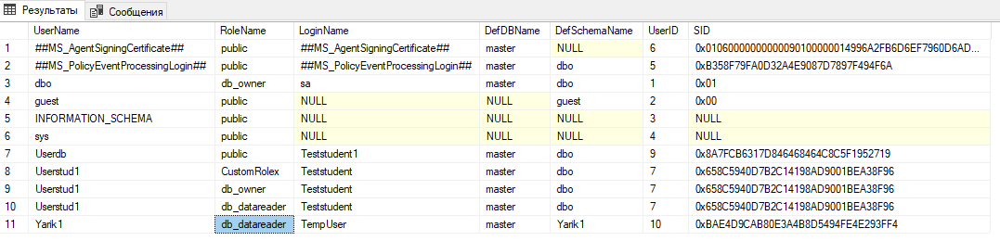 Результаты Сообщения
UserName RoleName LoginName DefDBName DefSchemaName UserID SID
1 ##MS_AgentSigningCertificate## public ##MS_AgentSigningCertificate## master NULL 6 0x010600000000000901000000014996A2FB6D6EF7960D6AD...
2 ##MS_PolicyEventProcessingLogin## public ##MS_PolicyEventProcessingLogin## master dbo 5 0xB358F79FA0D32A4E9087D7897F494F6A
3 dbo db_owner sa master dbo 1 0x01
4 guest public NULL NULL guest 2 0x00
5 INFORMATION_SCHEMA public NULL NULL NULL 3 NULL
6 sys public NULL NULL NULL 4 NULL
7 Userdb public Teststudent1 master dbo 9 0x8A7FCB6317D846468464C8C5F1952719
8 Userstud1 CustomRolex Teststudent master dbo 7 0x658C5940D7B2C14198AD9001BEA38F96
9 Userstud1 db_owner Teststudent master dbo 7 0x658C5940D7B2C14198AD9001BEA38F96
10 Userstud1 db_datareader Teststudent master dbo 7 0x658C5940D7B2C14198AD9001BEA38F96
11 Yarik1 db_datareader TempUser master Yarik1 10 0xBAE4D9CAB80E3A4B8D5494FE4E293FF4